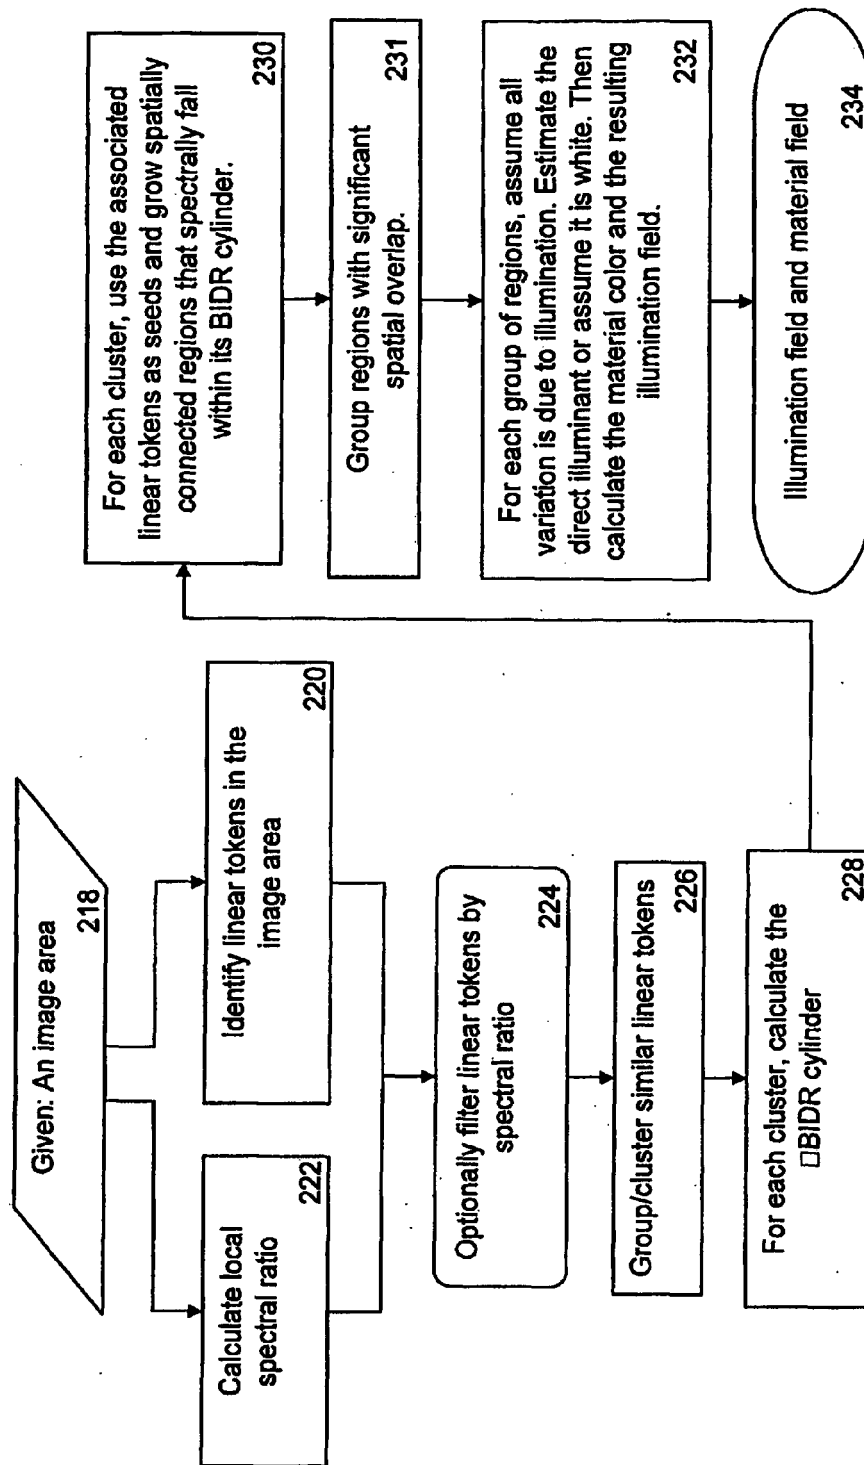 Given: An image area
218
Calculate local
spectral ratio
222
Identify linear tokens in the
image area
220
Optionally filter linear tokens by
spectral ratio
224
Group/cluster similar linear tokens
226
For each cluster, calculate the
□BIDR cylinder
228
For each cluster, use the associated
linear tokens as seeds and grow spatially
connected regions that spectrally fall
within its BIDR cylinder.
230
Group regions with significant
spatial overlap.
231
For each group of regions, assume all
variation is due to illumination. Estimate the
direct illuminant or assume it is white. Then
calculate the material color and the resulting
illumination field.
232
Illumination field and material field
234